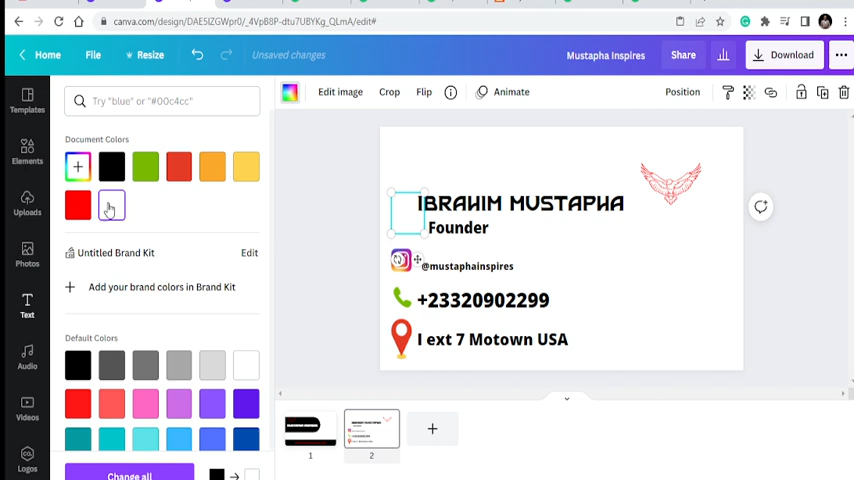 canva.com/design/DAE5IZGWpr0/_4VpB8P-dtu7UBYKg_QLmA/edit#
Home
File
Resize
Unsaved changes
Mustapha Inspires
Share
Download
Templates
Elements
Uploads
Photos
Text
Audio
Videos
Logos
Try "blue" or "#00c4cc"
Document Colors
Untitled Brand Kit
Edit
Add your brand colors in Brand Kit
Default Colors
Change all
Edit image
Crop
Flip
Animate
Position
IBRAHIM MUSTAPHA
Founder
@mustaphainspires
+23320902299
I ext 7 Motown USA
1
2